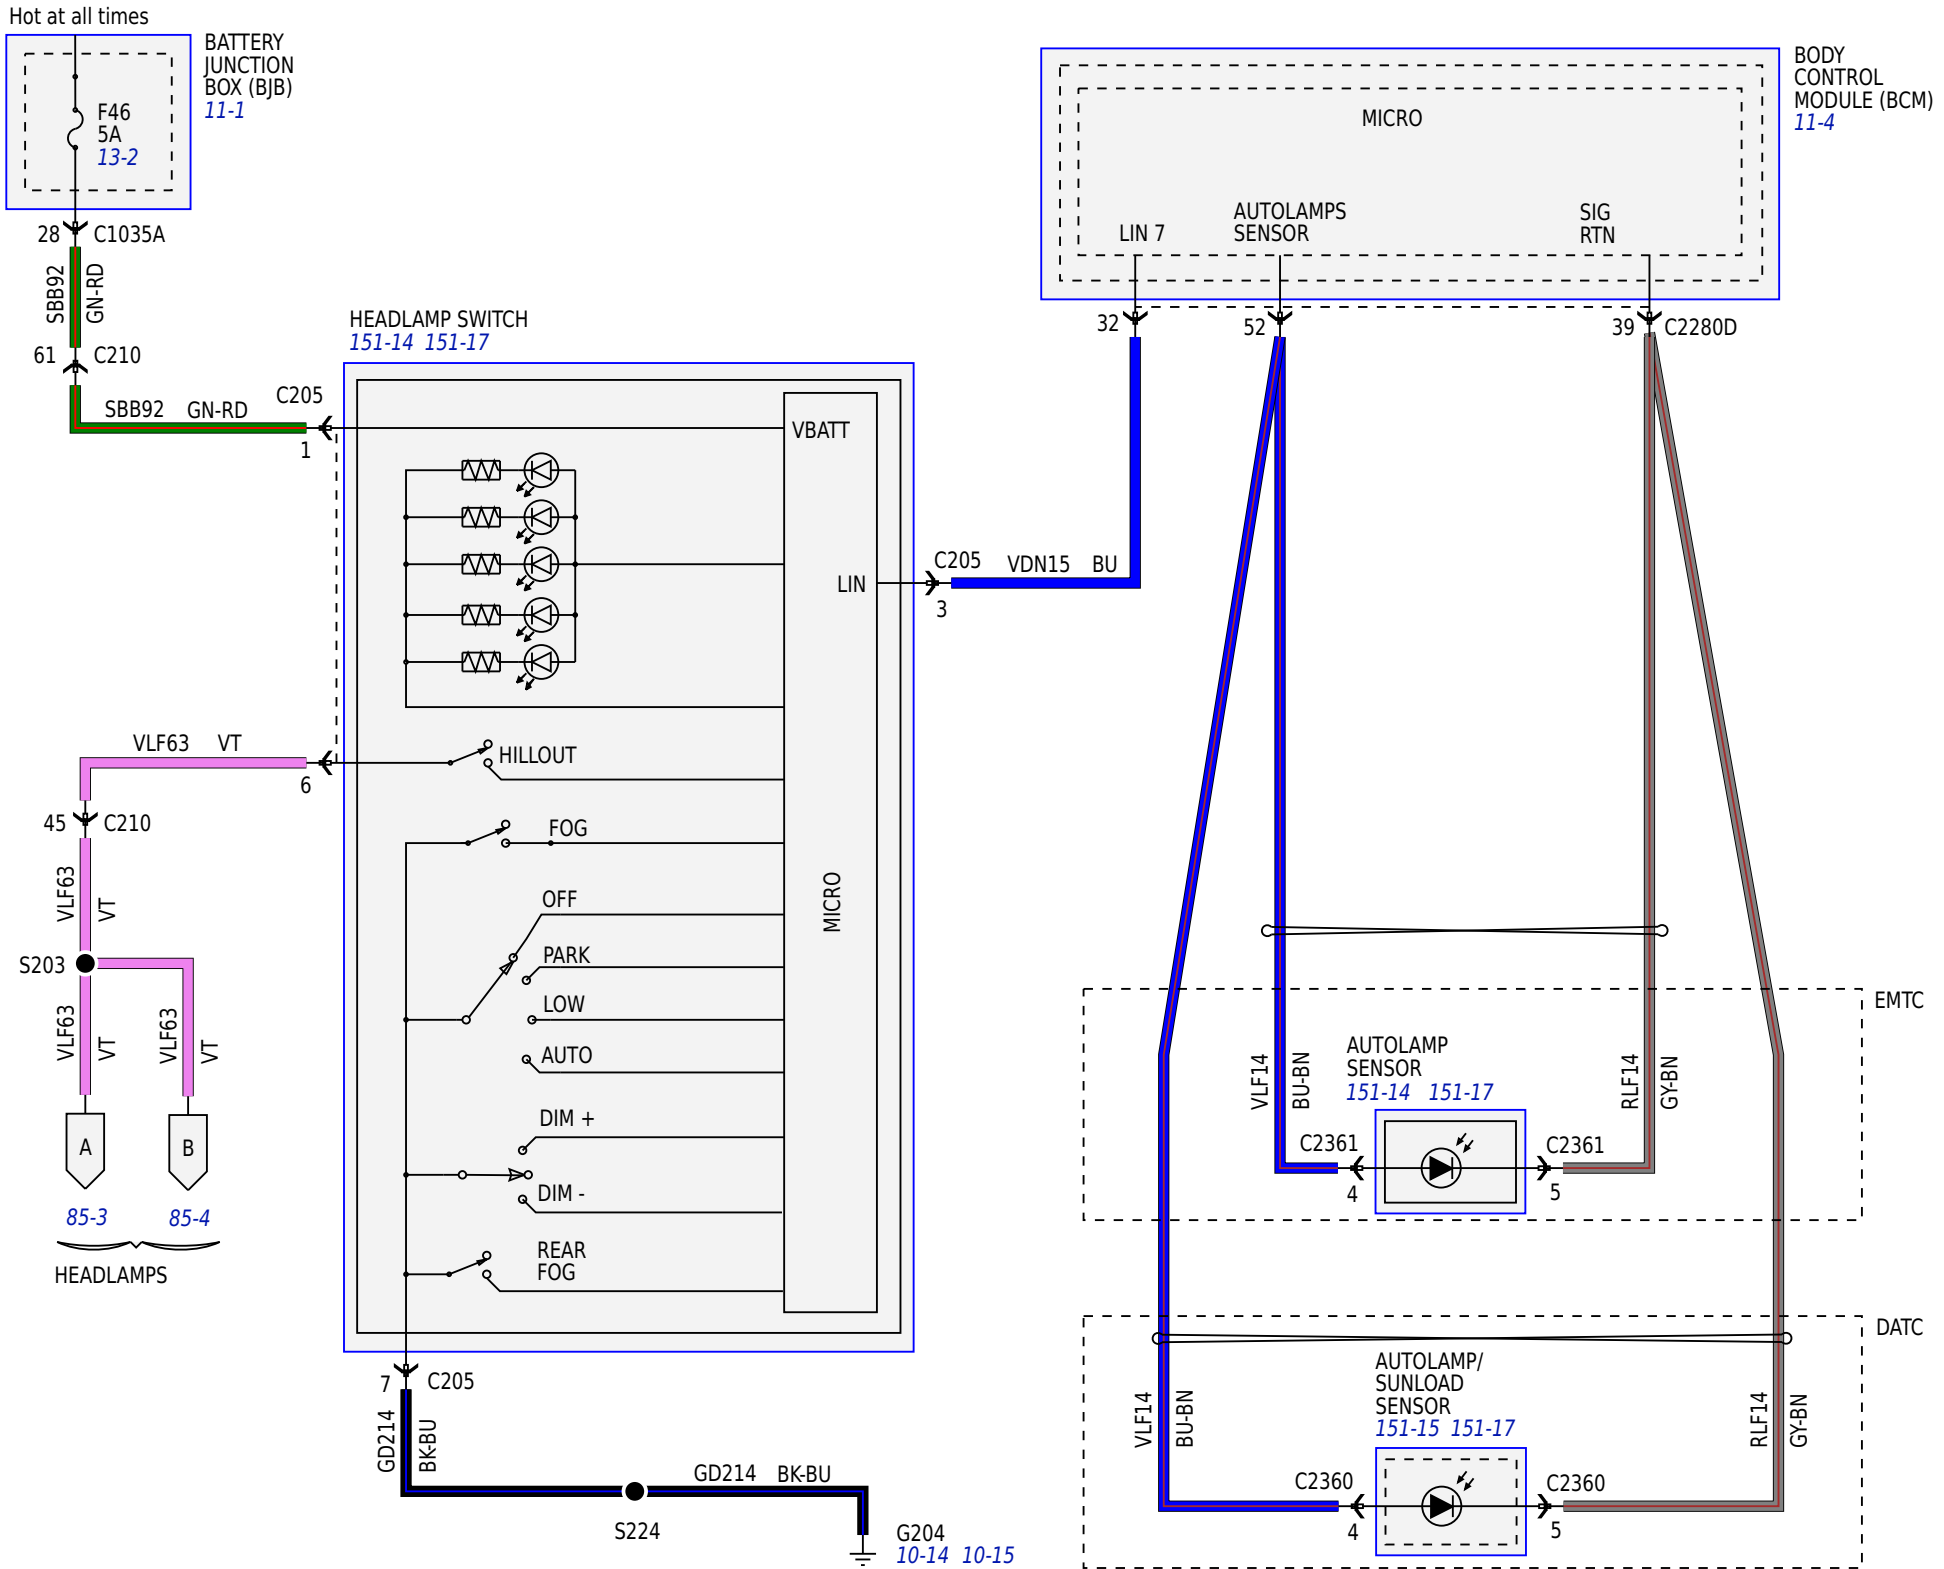 Hot at all times
BATTERY
JUNCTION
BOX (BJB)
11-1
F46
5A
13-2
28
C1035A
SBB92
GN-RD
61
C210
SBB92
GN-RD
C205
1
HEADLAMP SWITCH
151-14 151-17
VBATT
LIN
MICRO
HILLOUT
FOG
OFF
PARK
LOW
AUTO
DIM +
DIM -
REAR
FOG
VLF63
VT
6
45
C210
VLF63
VT
S203
VLF63
VT
VLF63
VT
A
B
85-3
85-4
HEADLAMPS
7
C205
GD214
BK-BU
GD214
BK-BU
S224
G204
10-14 10-15
C205
VDN15
BU
3
BODY
CONTROL
MODULE (BCM)
11-4
MICRO
LIN 7
AUTOLAMPS
SENSOR
SIG
RTN
32
52
39
C2280D
EMTC
AUTOLAMP
SENSOR
151-14 151-17
VLF14
BU-BN
RLF14
GY-BN
C2361
4
C2361
5
DATC
AUTOLAMP/
SUNLOAD
SENSOR
151-15 151-17
VLF14
BU-BN
RLF14
GY-BN
C2360
4
C2360
5